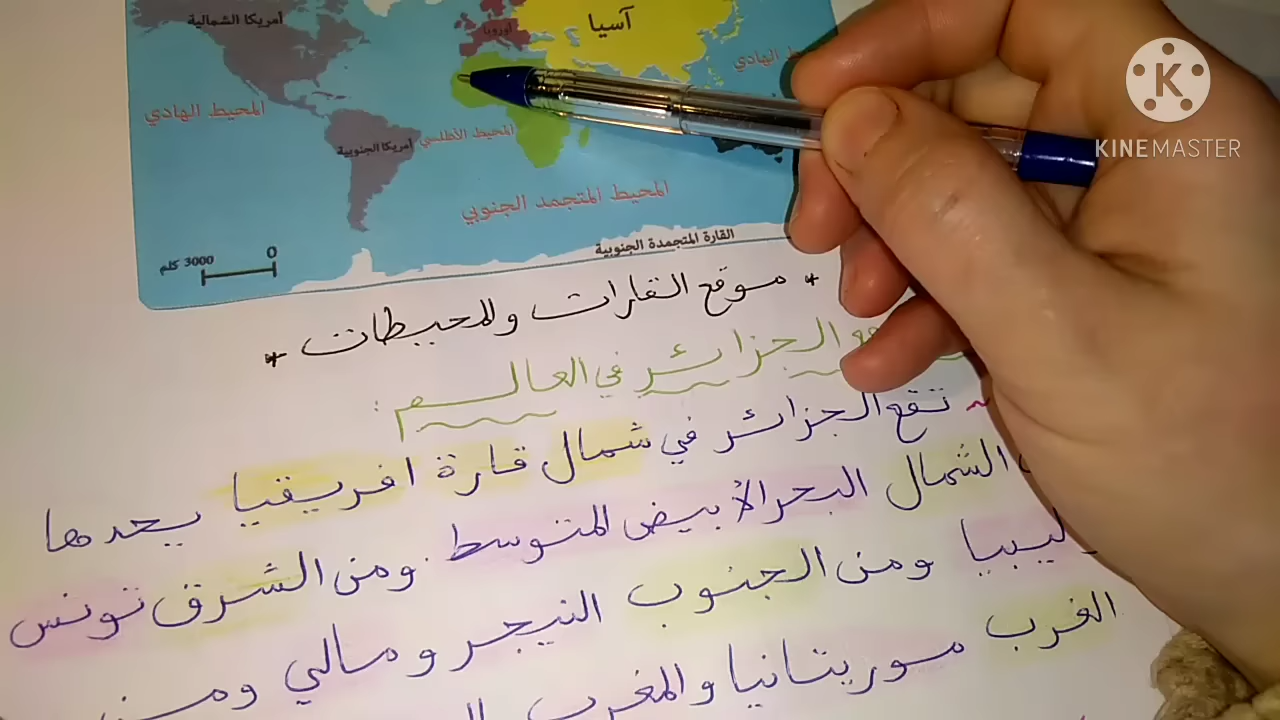 أمريكا الشمالية
أوروبا
آسيا
المحيط الهادي
الهادي
أمريكا الجنوبية
المحيط الأطلسي
المحيط المتجمد الجنوبي
القارة المتجمدة الجنوبية
0
3000 كلم
K
KINEMASTER
* موقع القارات والمحيطات *
الجزائر في العالم :
~ تقع الجزائر في شمال قارة افريقيا يحدها
الشمال البحر الأبيض المتوسط . ومن الشرق تونس
ليبيا ومن الجنوب النيجر و مالي ومن
الغرب موريتانيا والمغرب